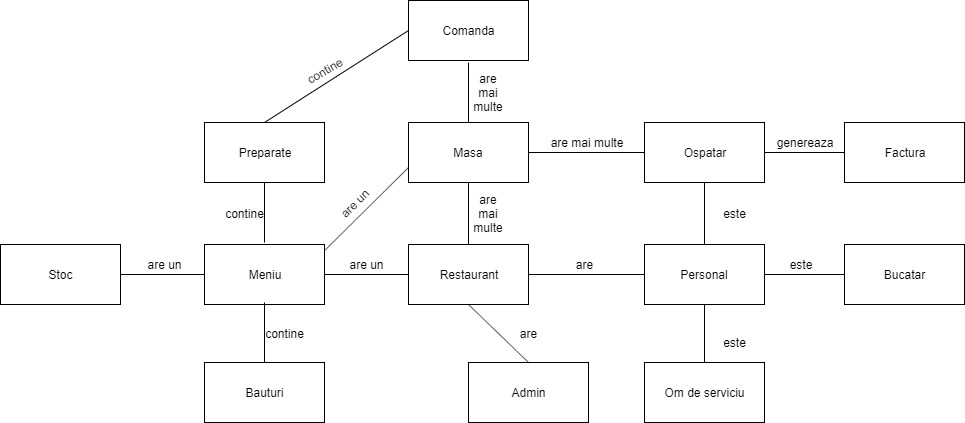 Comanda
contine
are
mai
multe
Preparate
Masa
are mai multe
Ospatar
genereaza
Factura
contine
are un
are
mai
multe
este
Stoc
are un
Meniu
are un
Restaurant
are
Personal
este
Bucatar
contine
are
este
Bauturi
Admin
Om de serviciu